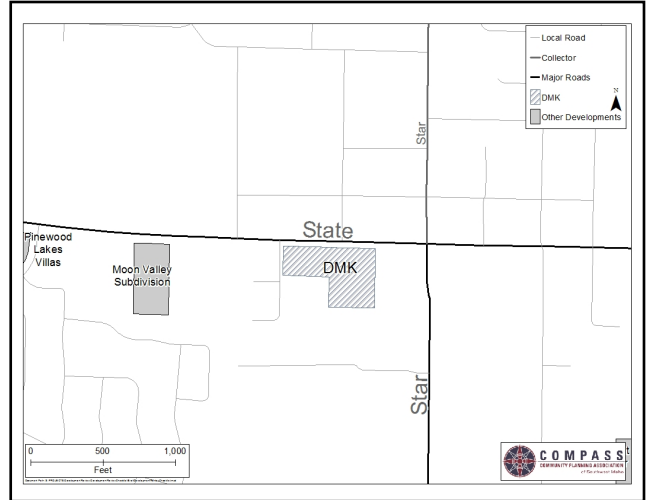 Local Road
Collector
Major Roads
N
DMK
Other Developments
Star
State
Pinewood
Lakes
Villas
Moon Valley
Subdivision
DMK
Star
0 500 1,000
Feet
COMPASS
COMMUNITY PLANNING ASSOCIATION
of Southwest Idaho